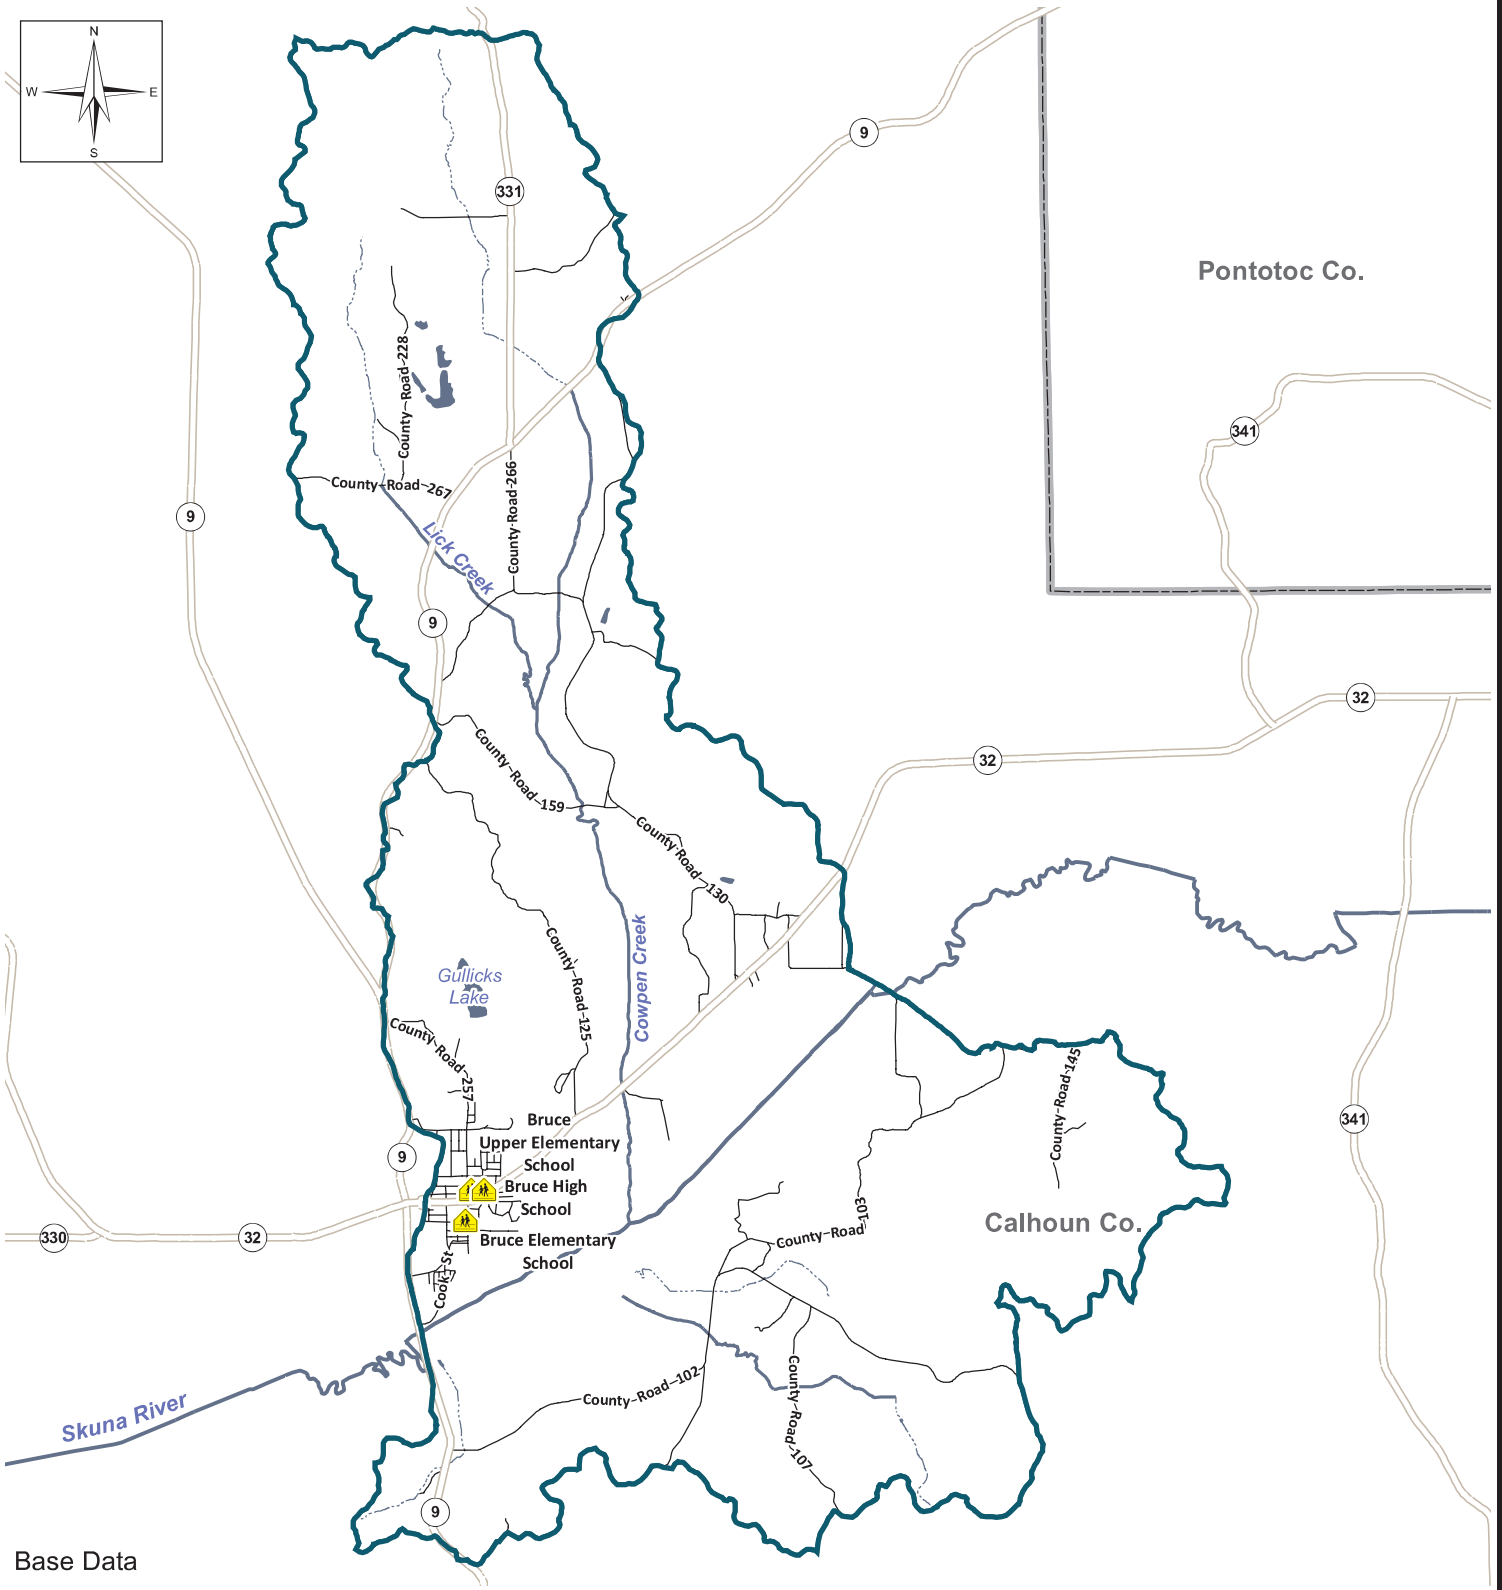 N
W E
S
9
331
Pontotoc Co.
County-Road-228
341
County-Road-267
County-Road-266
9
Lick Creek
9
32
32
County-Road-159
County-Road-130
Cowpen Creek
County-Road-125
Gullicks
Lake
County-Road-257
County-Road-145
341
Bruce
Upper Elementary
School
9
Bruce High
School
County-Road-103
Calhoun Co.
330
32
Bruce Elementary
School
Cook-St
County-Road-102
County-Road-107
Skuna River
9
Base Data